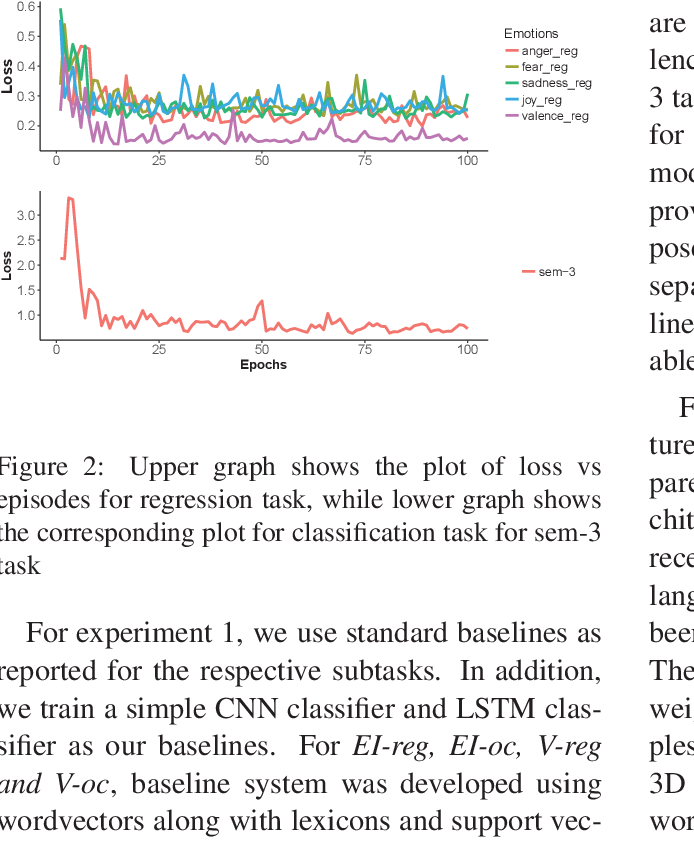 0.6
0.5
0.4
0.3
0.2
Loss
0 25 50 75 100
Emotions
anger_reg
fear_reg
sadness_reg
joy_reg
valence_reg
3.0
2.5
2.0
1.5
1.0
Loss
0 25 50 75 100
Epochs
sem-3
Figure 2: Upper graph shows the plot of loss vs
episodes for regression task, while lower graph shows
the corresponding plot for classification task for sem-3
task
For experiment 1, we use standard baselines as
reported for the respective subtasks. In addition,
we train a simple CNN classifier and LSTM clas-
sifier as our baselines. For EI-reg, EI-oc, V-reg
and V-oc, baseline system was developed using
wordvectors along with lexicons and support vec-
are
lenc
3 ta
for
mod
prov
pose
sepa
line
able
F
ture
pare
chit
rece
lang
been
The
wei
ples
3D
wor